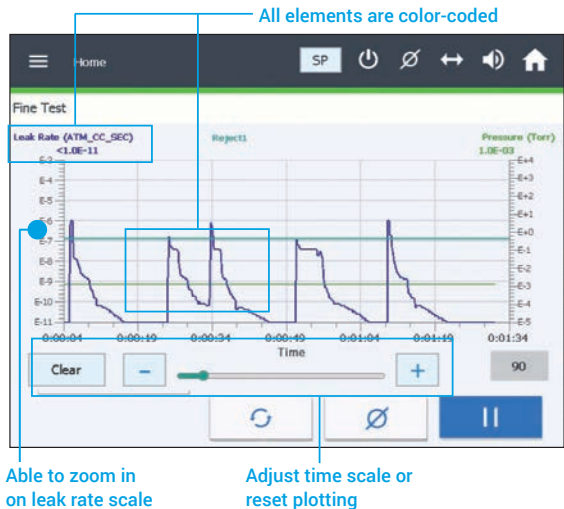 All elements are color-coded
Home
SP
Fine Test
Leak Rate (ATM_CC_SEC)
<1.0E-11
Reject1
Pressure (Torr)
1.0E-03
E-3
E-4
E-5
E-6
E-7
E-8
E-9
E-10
E-11
E+4
E+3
E+2
E+1
E+0
E-1
E-2
E-3
E-4
E-5
0:00:04 0:00:19 0:00:34 0:00:49 0:01:04 0:01:19 0:01:34
Time
Clear
−
+
90
Able to zoom in
on leak rate scale
Adjust time scale or
reset plotting